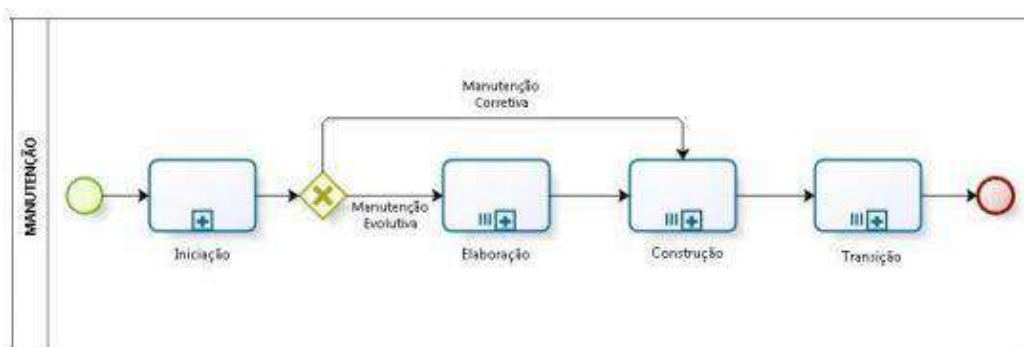 MANUTENÇÃO
Manutenção
Corretiva
Manutenção
Evolutiva
Iniciação
Elaboração
Construção
Transição